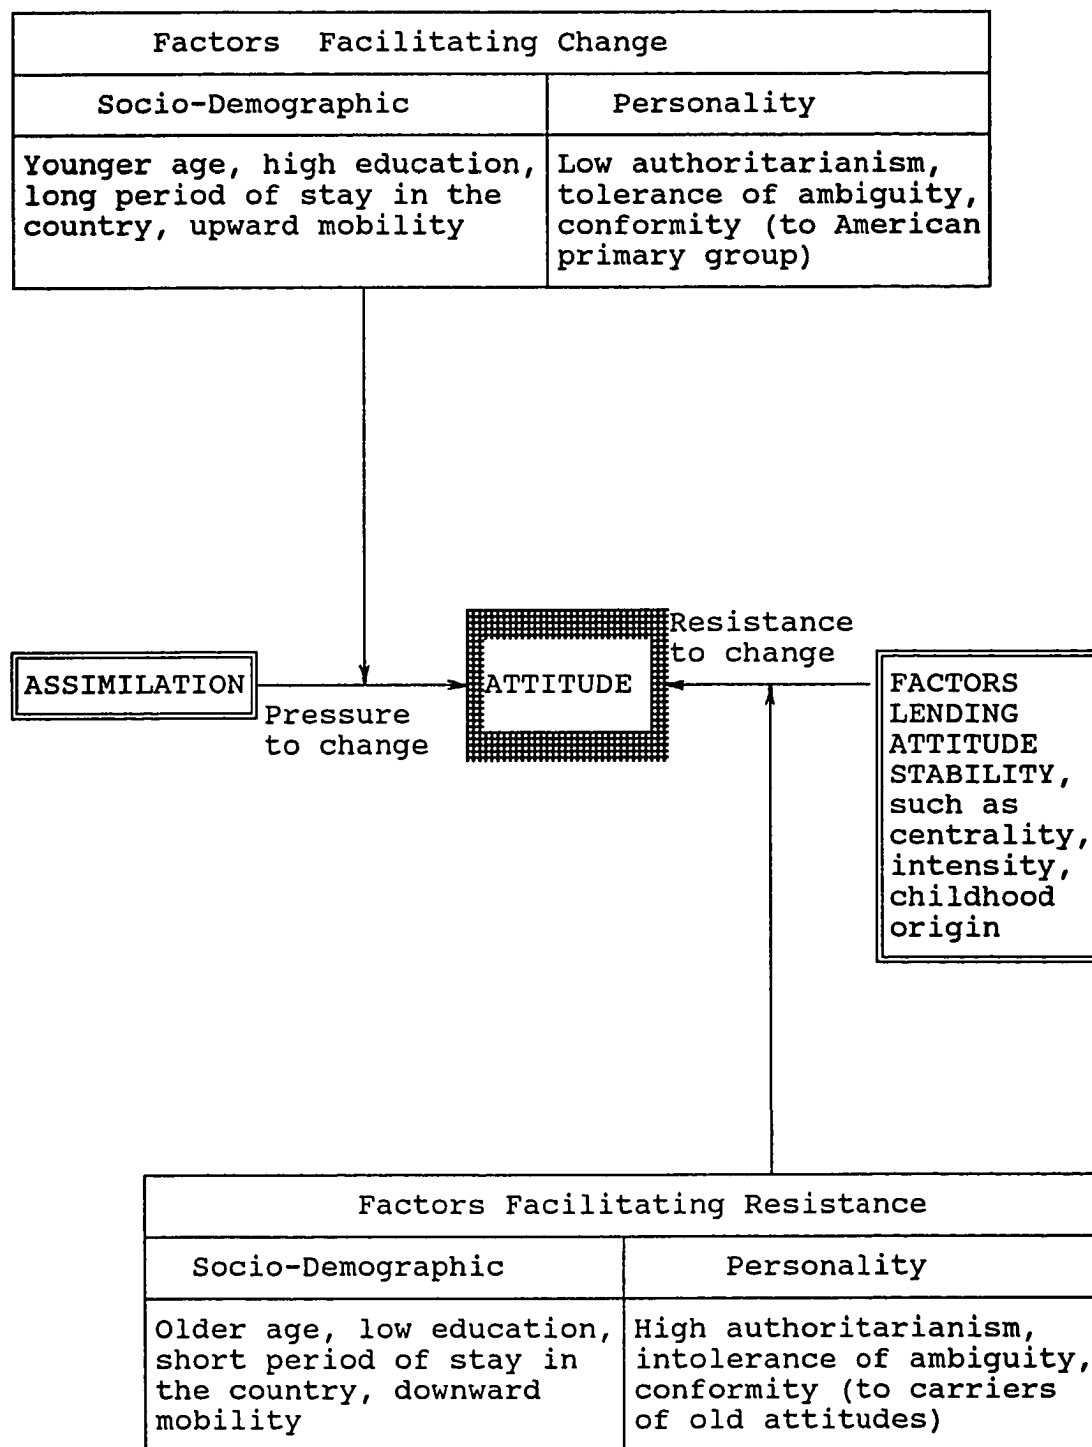 Factors Facilitating Change
Socio-Demographic
Personality
Younger age, high education,
long period of stay in the
country, upward mobility
Low authoritarianism,
tolerance of ambiguity,
conformity (to American
primary group)
ASSIMILATION
Pressure
to change
ATTITUDE
Resistance
to change
FACTORS
LENDING
ATTITUDE
STABILITY,
such as
centrality,
intensity,
childhood
origin
Factors Facilitating Resistance
Socio-Demographic
Personality
Older age, low education,
short period of stay in
the country, downward
mobility
High authoritarianism,
intolerance of ambiguity,
conformity (to carriers
of old attitudes)